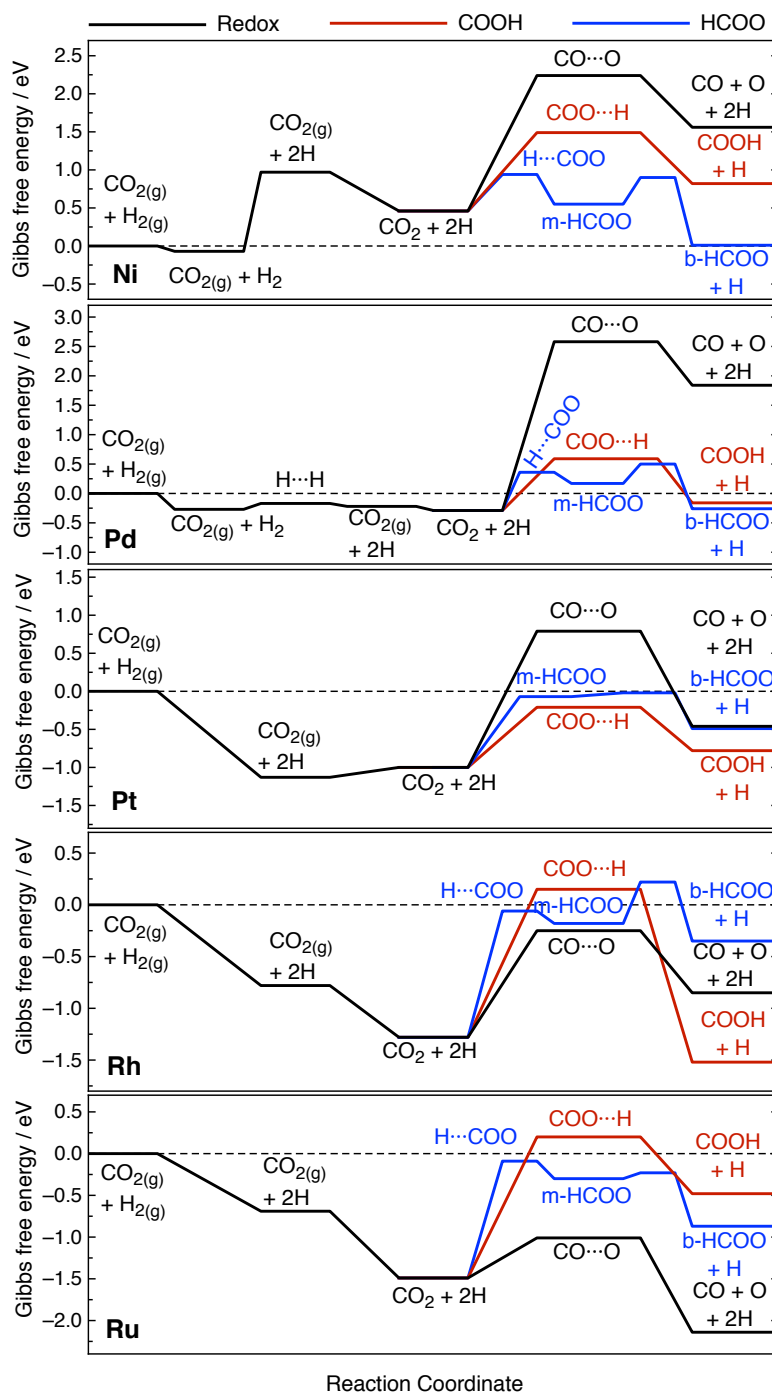 Redox COOH HCOO
Gibbs free energy / eV
2.5
2.0
1.5
1.0
0.5
0.0
−0.5
CO2(g)
+ H2(g)
CO2(g) + H2
CO2(g)
+ 2H
CO2 + 2H
CO···O
COO···H
H···COO
m-HCOO
CO + O
+ 2H
COOH
+ H
b-HCOO
+ H
Ni
Gibbs free energy / eV
3.0
2.5
2.0
1.5
1.0
0.5
0.0
−0.5
−1.0
CO2(g)
+ H2(g)
CO2(g) + H2
H···H
CO2(g)
+ 2H
CO2 + 2H
CO···O
H···COO
COO···H
m-HCOO
CO + O
+ 2H
COOH
+ H
b-HCOO
+ H
Pd
Gibbs free energy / eV
1.5
1.0
0.5
0.0
−0.5
−1.0
−1.5
CO2(g)
+ H2(g)
CO2(g)
+ 2H
CO2 + 2H
CO···O
m-HCOO
COO···H
CO + O
+ 2H
b-HCOO
+ H
COOH
+ H
Pt
Gibbs free energy / eV
0.5
0.0
−0.5
−1.0
−1.5
CO2(g)
+ H2(g)
CO2(g)
+ 2H
CO2 + 2H
COO···H
H···COO
m-HCOO
CO···O
b-HCOO
+ H
CO + O
+ 2H
COOH
+ H
Rh
Gibbs free energy / eV
0.5
0.0
−0.5
−1.0
−1.5
−2.0
CO2(g)
+ H2(g)
CO2(g)
+ 2H
CO2 + 2H
COO···H
H···COO
m-HCOO
CO···O
COOH
+ H
b-HCOO
+ H
CO + O
+ 2H
Ru
Reaction Coordinate